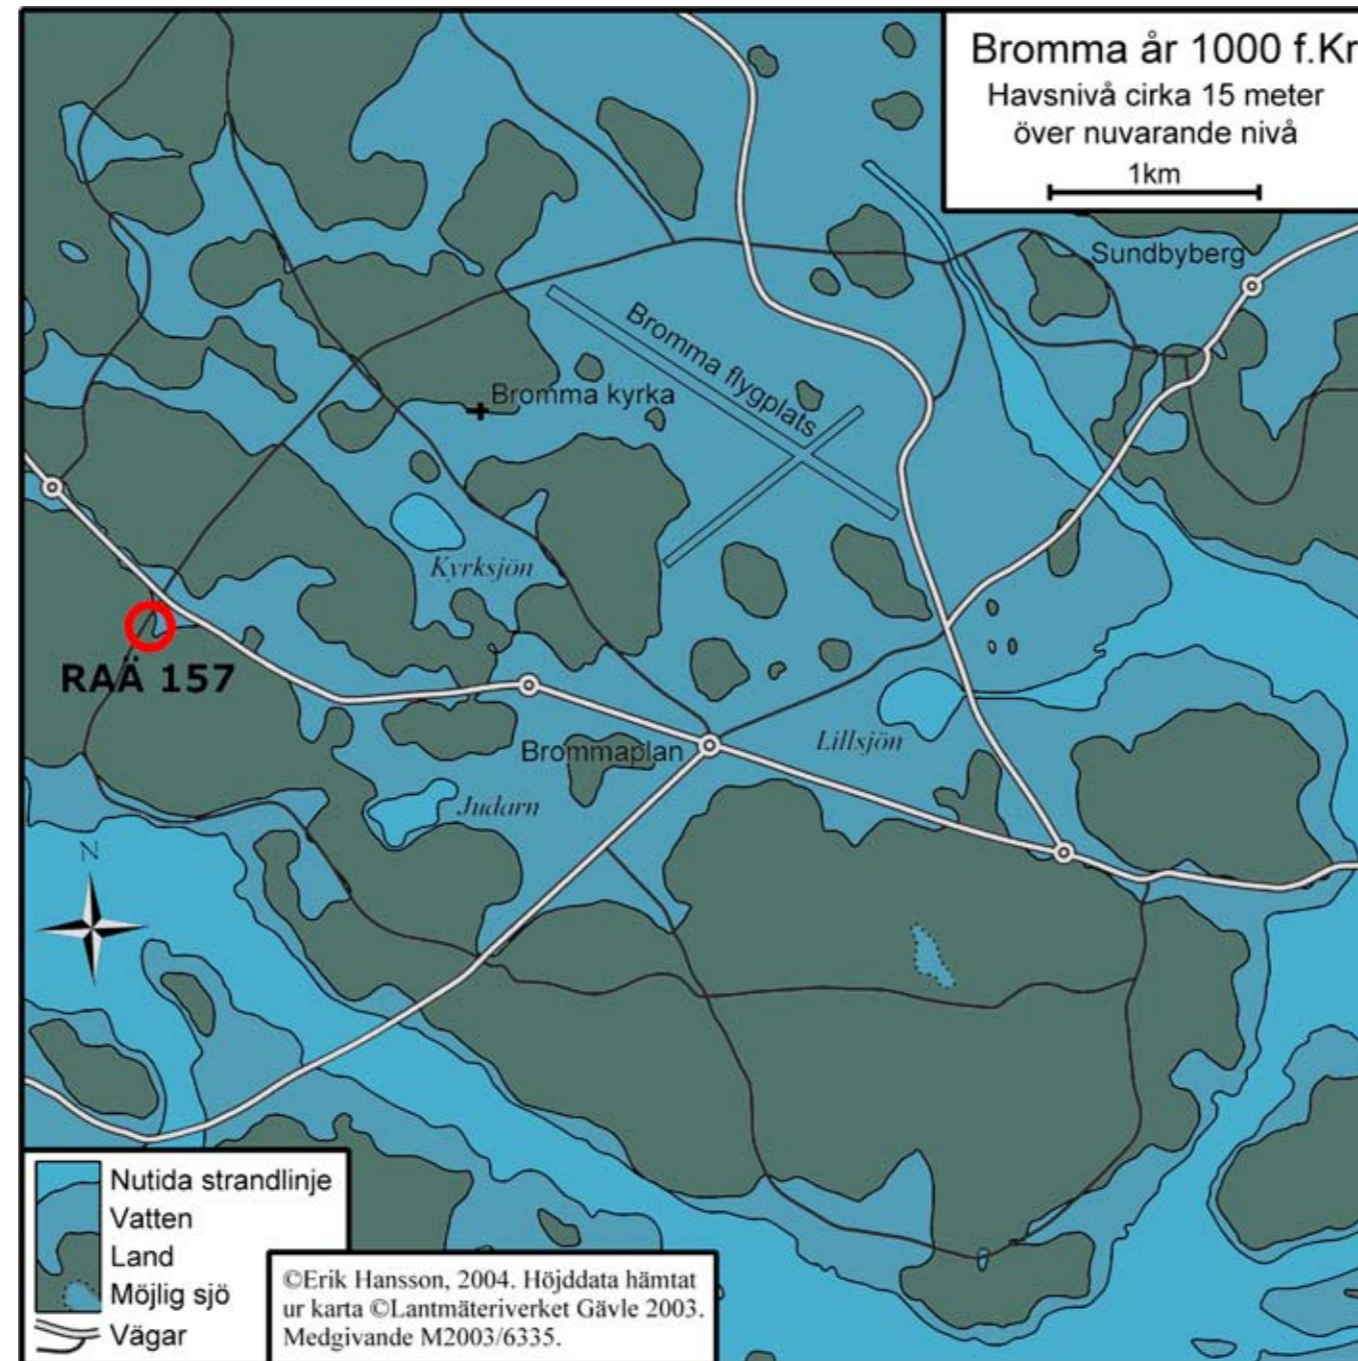 Bromma år 1000 f.Kr
Havsnivå cirka 15 meter
över nuvarande nivå
1km
Sundbyberg
Bromma flygplats
Bromma kyrka
Kyrksjön
RAÄ 157
Brommaplan
Lillsjön
Judarn
N
Nutida strandlinje
Vatten
Land
Möjlig sjö
Vägar
©Erik Hansson, 2004. Höjddata hämtat
ur karta ©Lantmäteriverket Gävle 2003.
Medgivande M2003/6335.